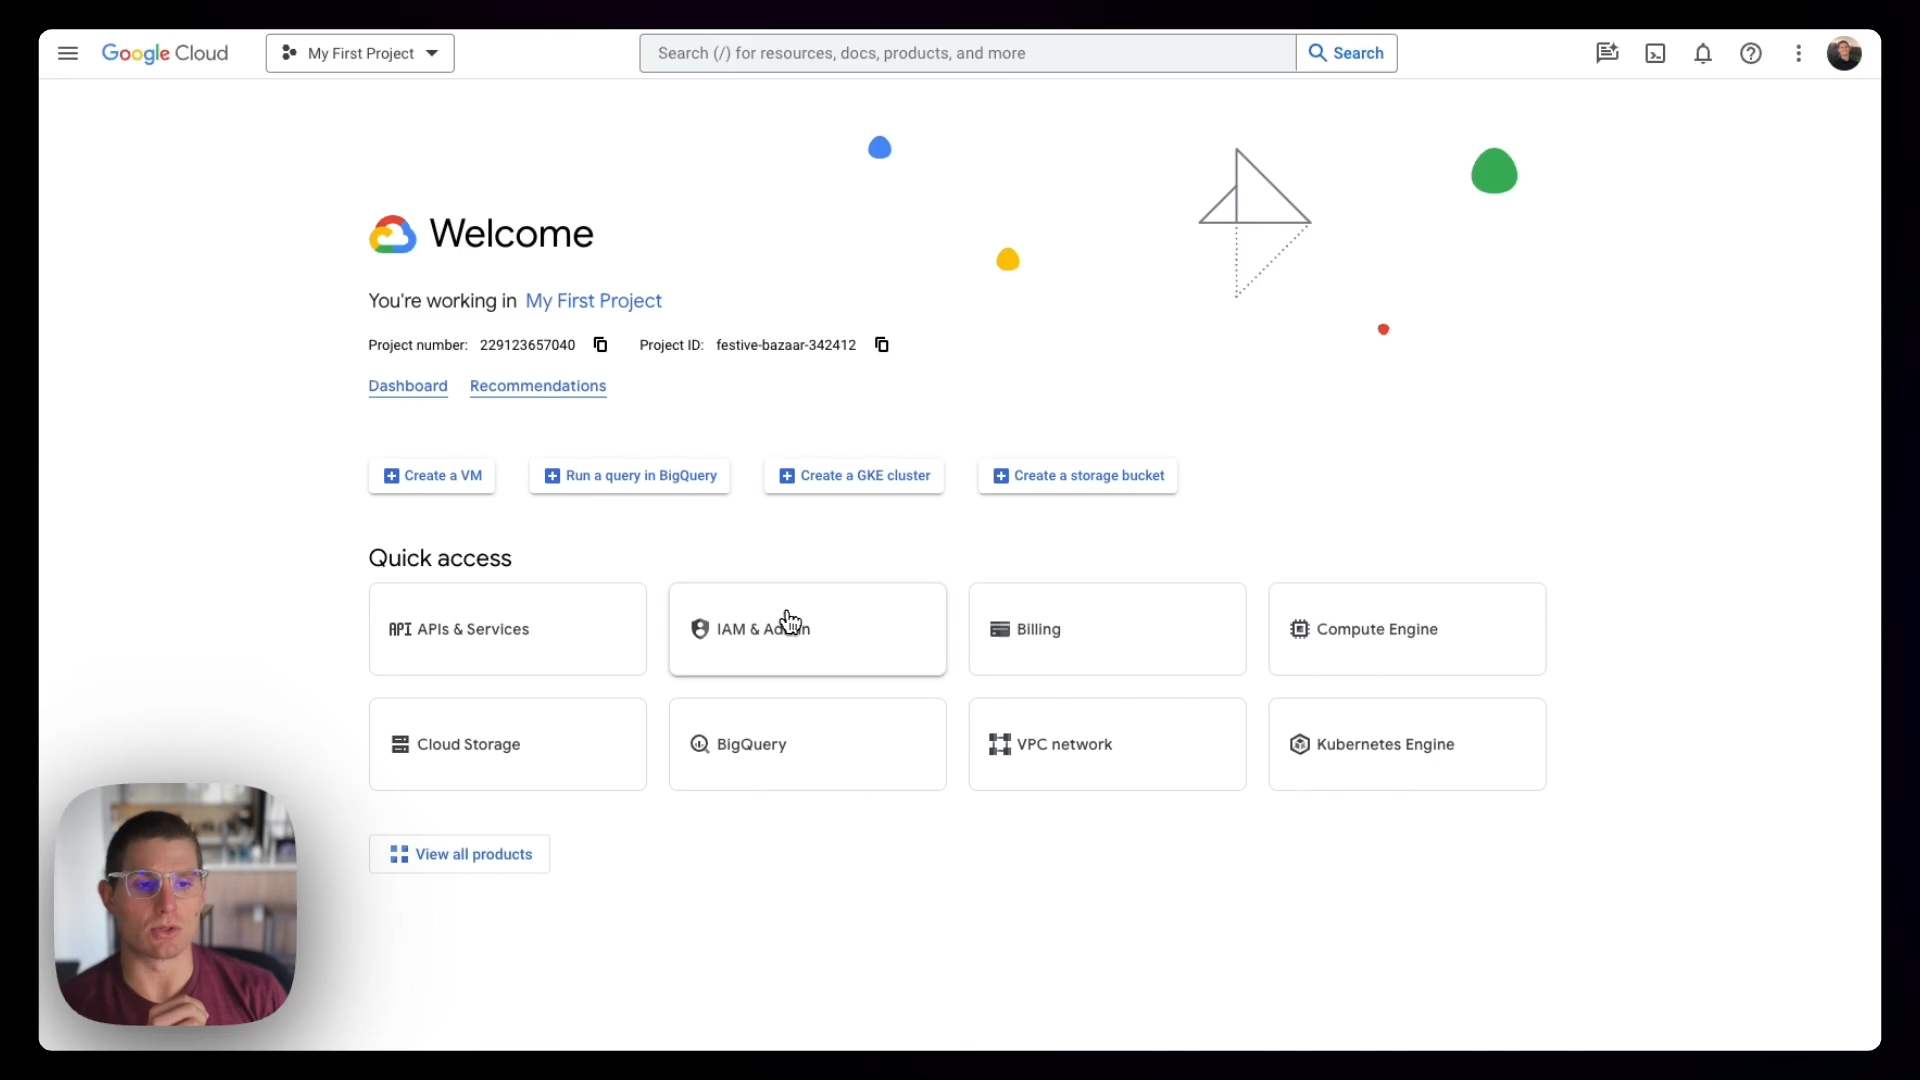 Google Cloud
My First Project
Search (/) for resources, docs, products, and more
Search
Welcome
You're working in My First Project
Project number: 229123657040
Project ID: festive-bazaar-342412
Dashboard
Recommendations
Create a VM
Run a query in BigQuery
Create a GKE cluster
Create a storage bucket
Quick access
API APIs & Services
IAM & Admin
Billing
Compute Engine
Cloud Storage
BigQuery
VPC network
Kubernetes Engine
View all products